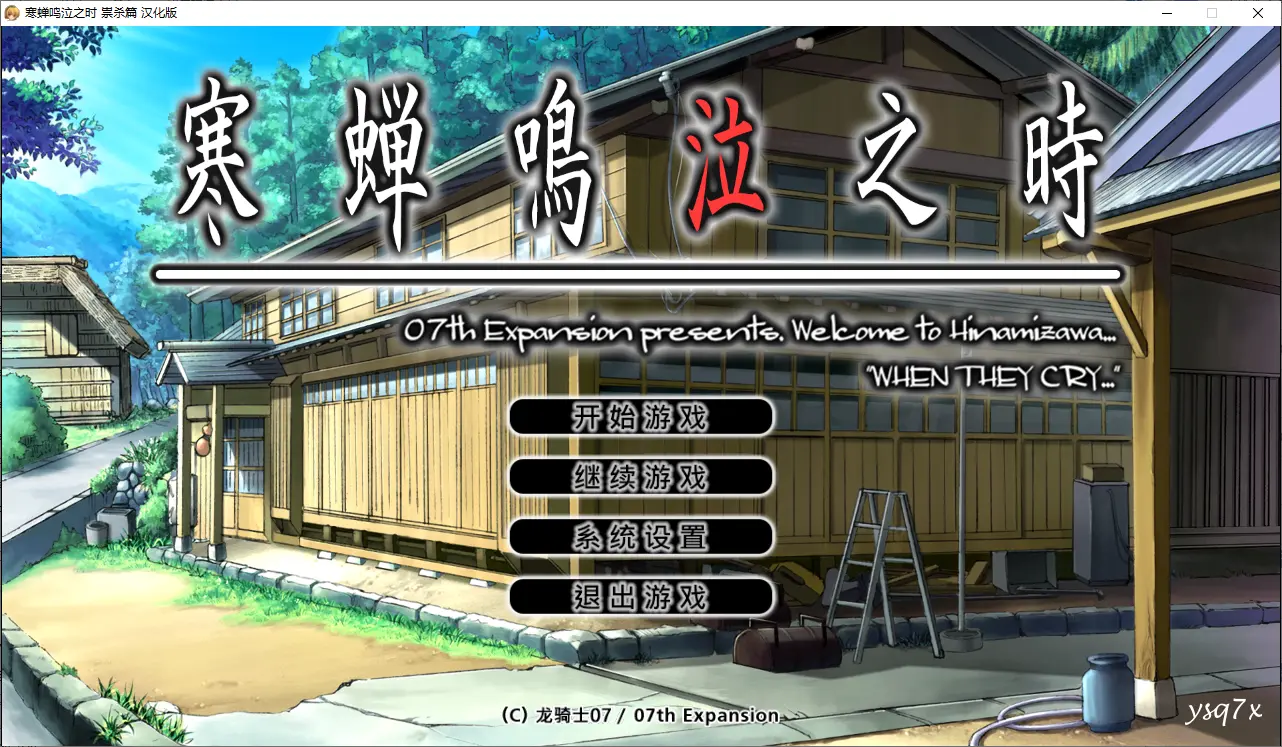 寒蝉鸣泣之时 祟杀篇 汉化版
寒蝉鳴泣之時
07th Expansion presents. Welcome to Hinamizawa...
"WHEN THEY CRY..."
开始游戏
继续游戏
系统设置
退出游戏
(C) 龙骑士07 / 07th Expansion
ysq7x